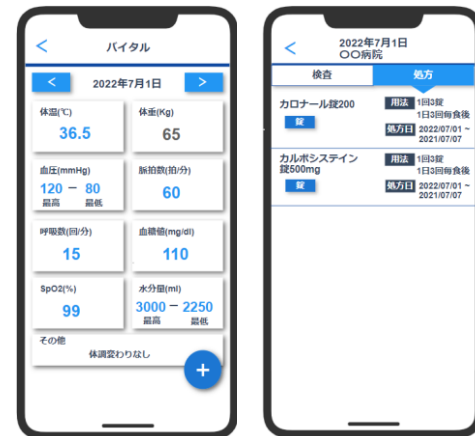 バイタル
2022年7月1日
体温(℃)
36.5
体重(Kg)
65
血圧(mmHg)
120 － 80
最高 最低
脈拍数(拍/分)
60
呼吸数(回/分)
15
血糖値(mg/dl)
110
SpO2(%)
99
水分量(ml)
3000 － 2250
最高 最低
その他
体調変わりなし
+
2022年7月1日
〇〇病院
検査 処方
カロナール錠200
錠
用法 1回3錠
1日3回毎食後
処方日 2022/07/01 ~
2021/07/07
カルボシステイン
錠500mg
錠
用法 1回3錠
1日3回毎食後
処方日 2022/07/01 ~
2021/07/07